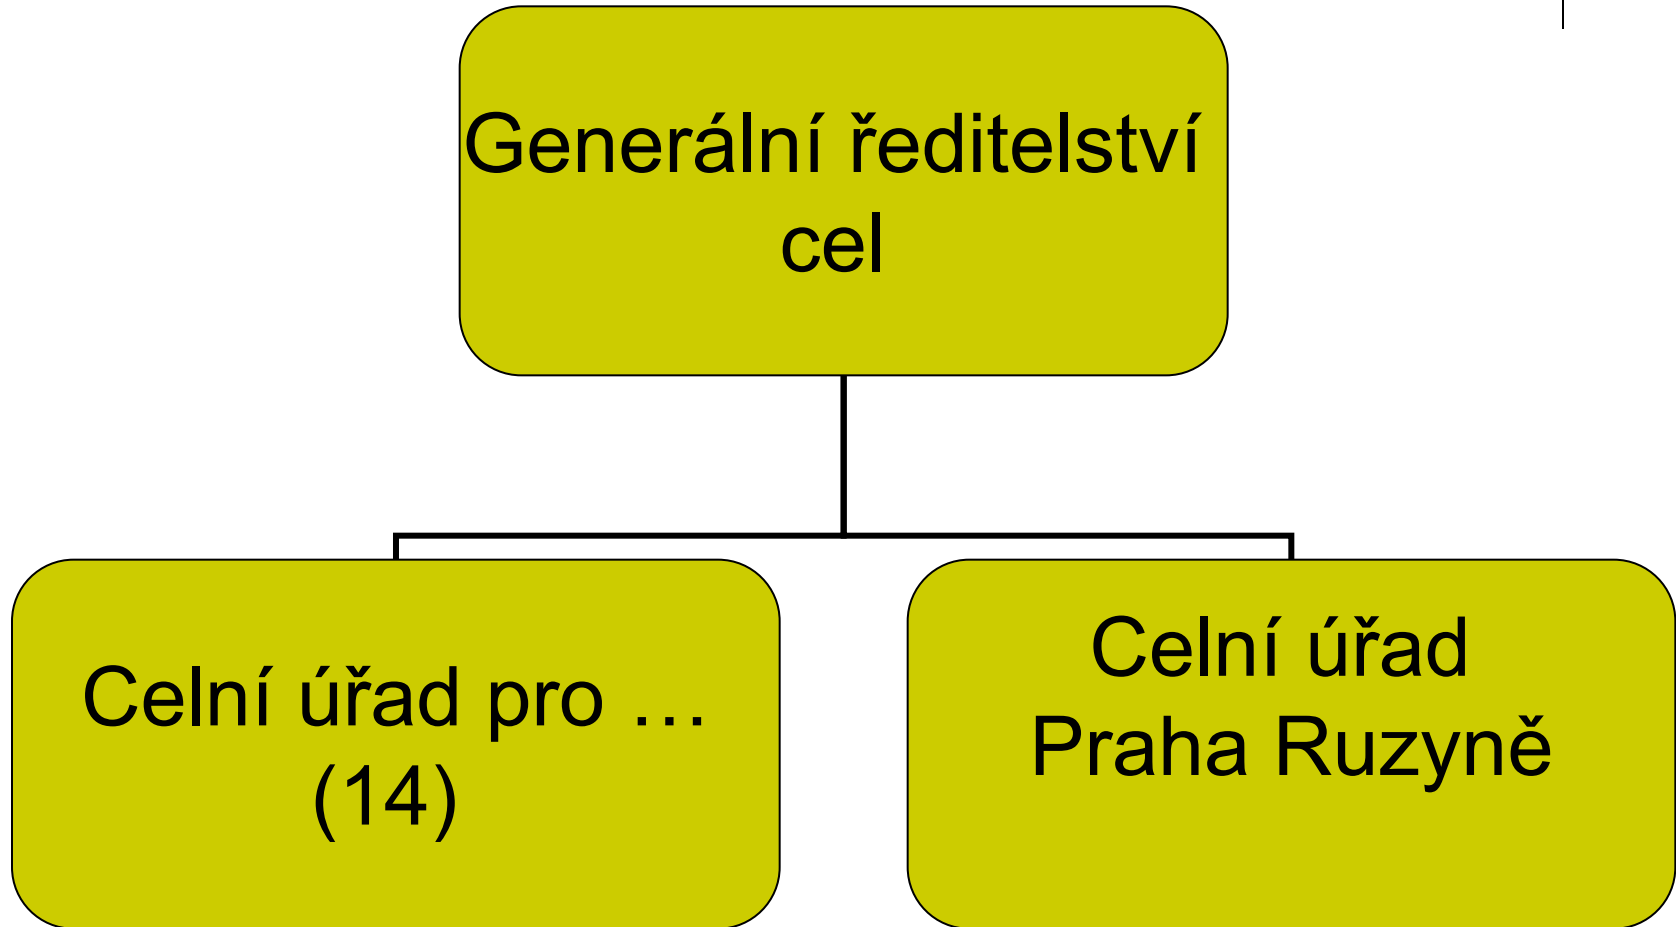 Generální ředitelství
cel
Celní úřad pro …
(14)
Celní úřad
Praha Ruzyně